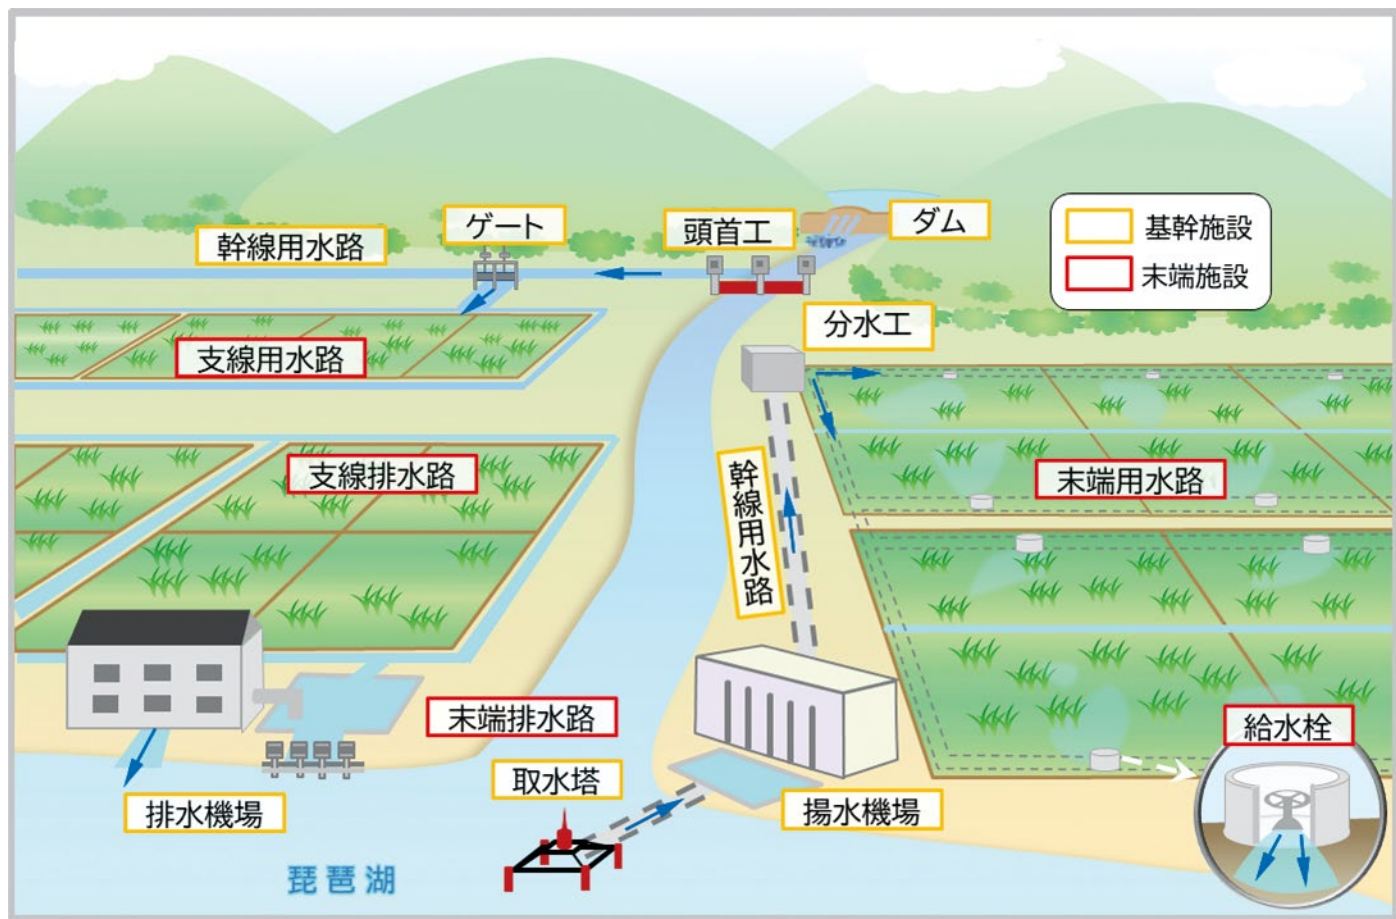 ゲート
頭首工
ダム
幹線用水路
基幹施設
末端施設
分水工
支線用水路
支線排水路
末端用水路
幹線用水路
末端排水路
給水栓
取水塔
排水機場
揚水機場
琵琶湖